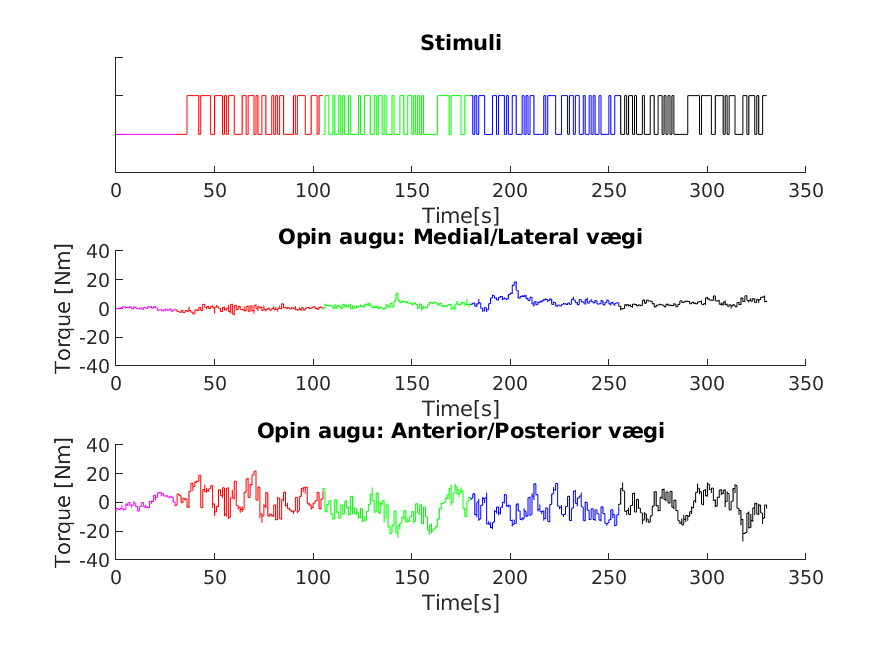 Stimuli
0 50 100 150 200 250 300 350
Time[s]
Opin augu: Medial/Lateral vægi
Torque [Nm]
40
20
0
-20
-40
0 50 100 150 200 250 300 350
Time[s]
Opin augu: Anterior/Posterior vægi
Torque [Nm]
40
20
0
-20
-40
0 50 100 150 200 250 300 350
Time[s]